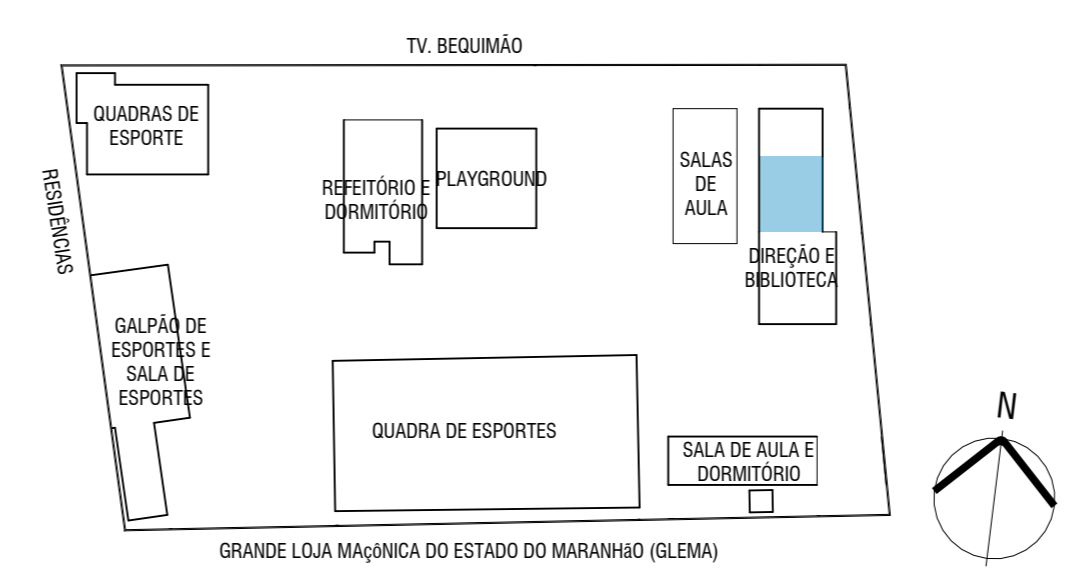 TV. BEQUIMÃO
QUADRAS DE
ESPORTE
REFEITÓRIO E
DORMITÓRIO
PLAYGROUND
SALAS
DE
AULA
DIREÇÃO E
BIBLIOTECA
RESIDÊNCIAS
GALPÃO DE
ESPORTES E
SALA DE
ESPORTES
QUADRA DE ESPORTES
SALA DE AULA E
DORMITÓRIO
N
GRANDE LOJA MAçôNICA DO ESTADO DO MARANHãO (GLEMA)